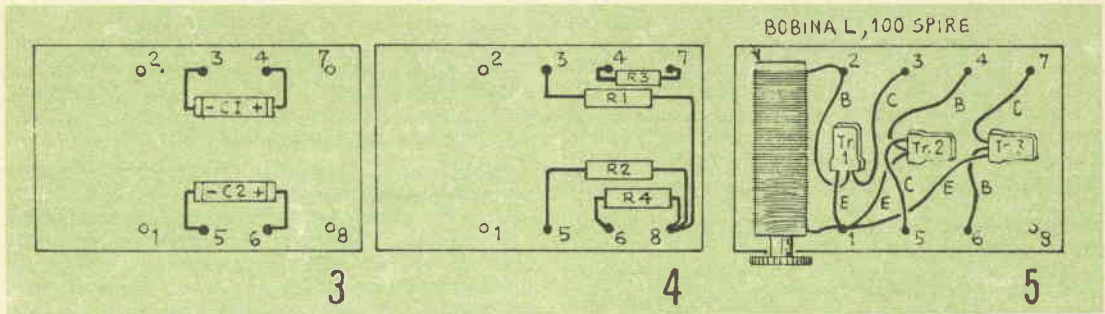 BOBINA L, 100 SPIRE
2 3 4 7
- C1 +
- C2 +
1 5 6 8
3
2 3 4 7
R3
R1
R2
R4
1 5 6 8
4
2 3 4 7
B C B C
Tr. 1 Tr. 2 Tr. 3
E E C E B
1 5 6 8
5